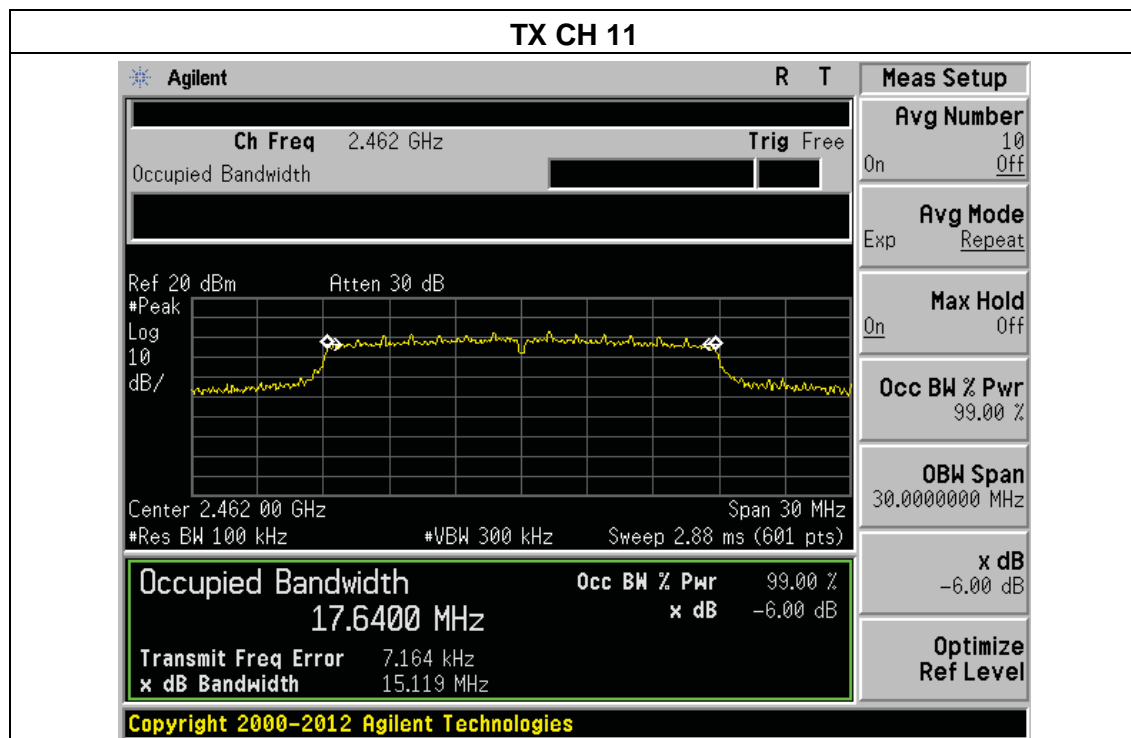 TX CH 11
Agilent R T Meas Setup
Ch Freq 2.462 GHz Trig Free
Occupied Bandwidth
Avg Number
10
On Off
Avg Mode
Exp Repeat
Max Hold
On Off
Occ BW % Pwr
99.00 %
OBW Span
30.0000000 MHz
x dB
-6.00 dB
Optimize
Ref Level
Ref 20 dBm Atten 30 dB
#Peak
Log
10
dB/
Center 2.462 00 GHz Span 30 MHz
#Res BW 100 kHz #VBW 300 kHz Sweep 2.88 ms (601 pts)
Occupied Bandwidth Occ BW % Pwr 99.00 %
17.6400 MHz x dB -6.00 dB
Transmit Freq Error 7.164 kHz
x dB Bandwidth 15.119 MHz
Copyright 2000-2012 Agilent Technologies